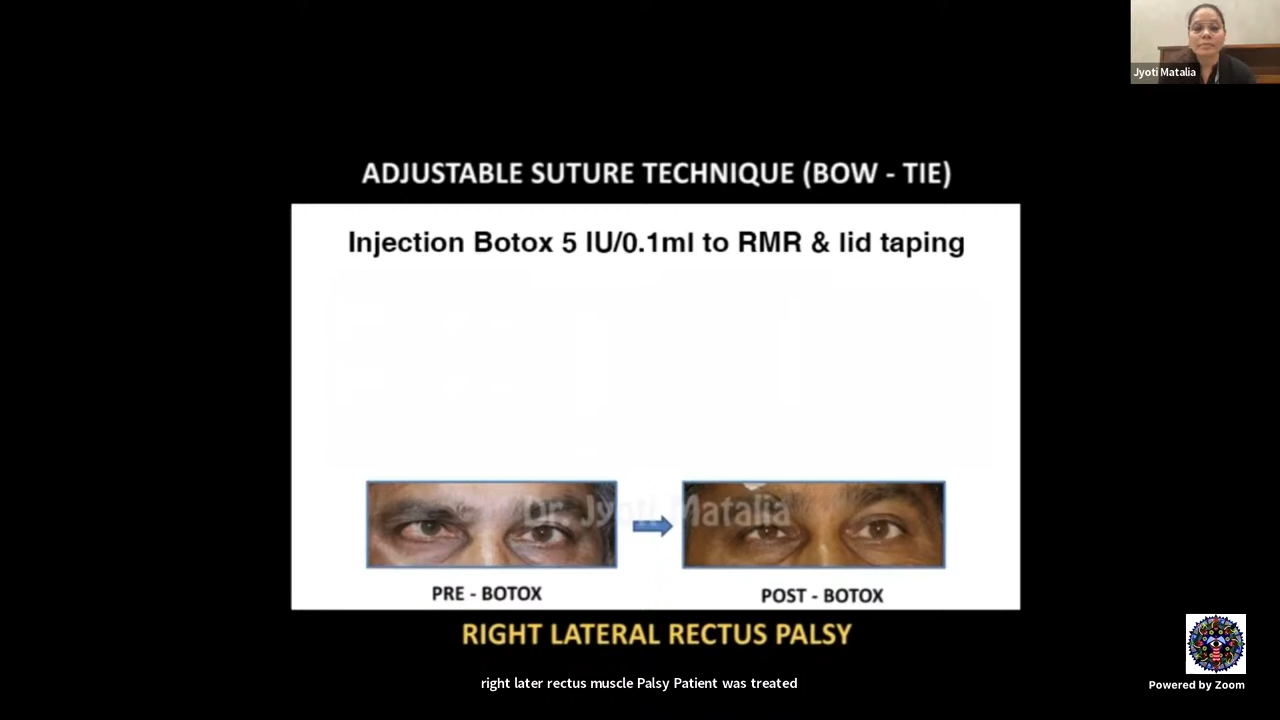 Jyoti Matalia
ADJUSTABLE SUTURE TECHNIQUE (BOW - TIE)
Injection Botox 5 IU/0.1ml to RMR & lid taping
Dr. Jyoti Matalia
PRE - BOTOX
POST - BOTOX
RIGHT LATERAL RECTUS PALSY
right later rectus muscle Palsy Patient was treated
Powered by Zoom